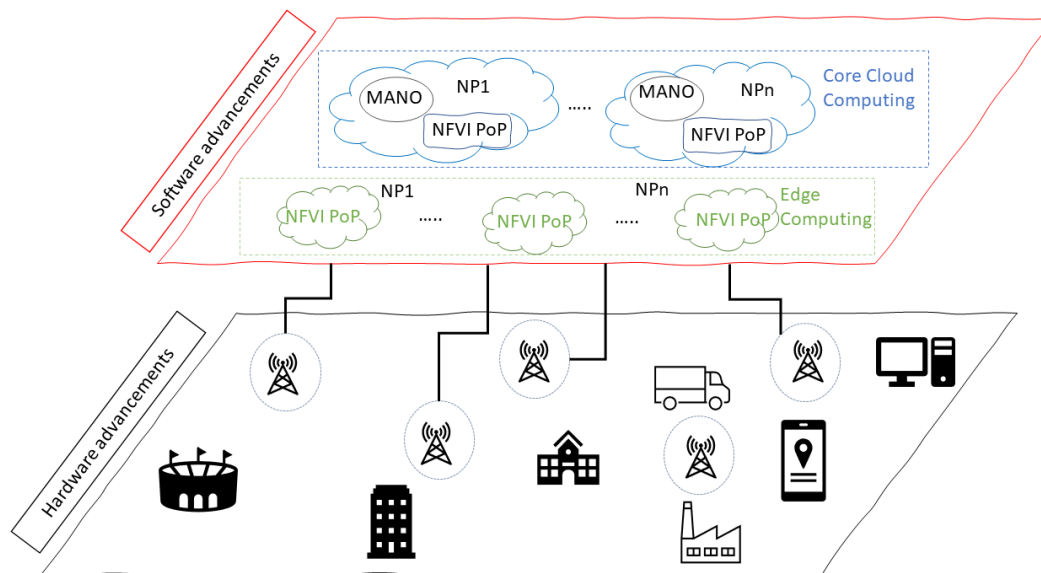 Software advancements
MANO
NP1
NFVI PoP
.....
MANO
NPn
NFVI PoP
Core Cloud
Computing
NP1
NPn
NFVI PoP
.....
NFVI PoP
.....
NFVI PoP
Edge
Computing
Hardware advancements